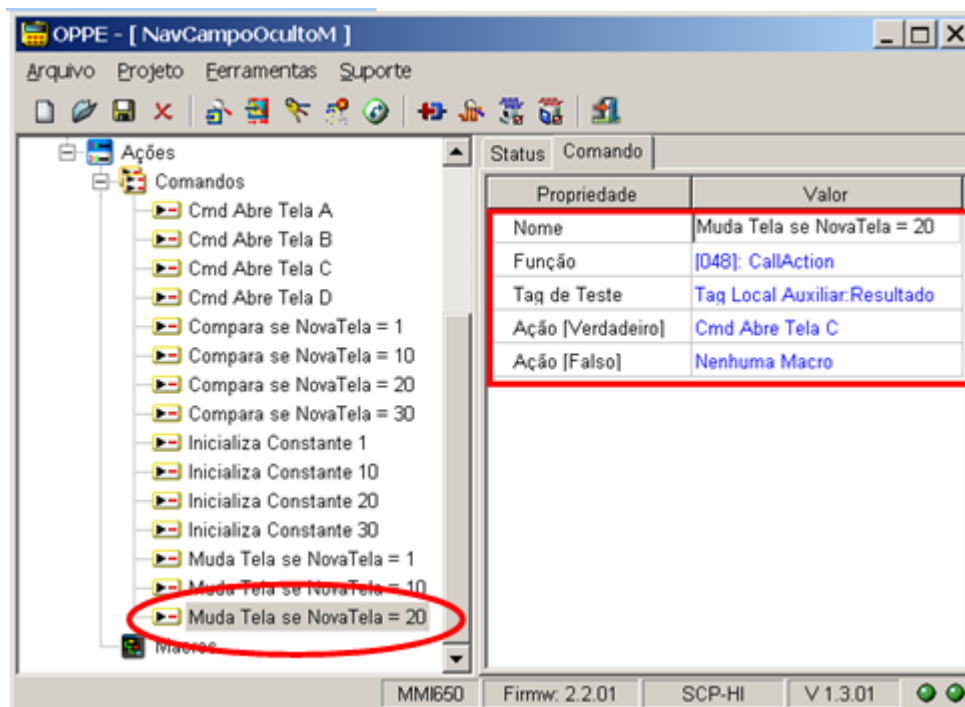 OPPE - [ NavCampoOcultoM ]
Arquivo Projeto Ferramentas Suporte
Ações
Comandos
Cmd Abre Tela A
Cmd Abre Tela B
Cmd Abre Tela C
Cmd Abre Tela D
Compara se NovaTela = 1
Compara se NovaTela = 10
Compara se NovaTela = 20
Compara se NovaTela = 30
Inicializa Constante 1
Inicializa Constante 10
Inicializa Constante 20
Inicializa Constante 30
Muda Tela se NovaTela = 1
Muda Tela se NovaTela = 10
Muda Tela se NovaTela = 20
Macros
Status Comando
Propriedade Valor
Nome Muda Tela se NovaTela = 20
Função [048]: CallAction
Tag de Teste Tag Local Auxiliar:Resultado
Ação [Verdadeiro] Cmd Abre Tela C
Ação [Falso] Nenhuma Macro
MMI650 Firmw: 2.2.01 SCP-HI V 1.3.01